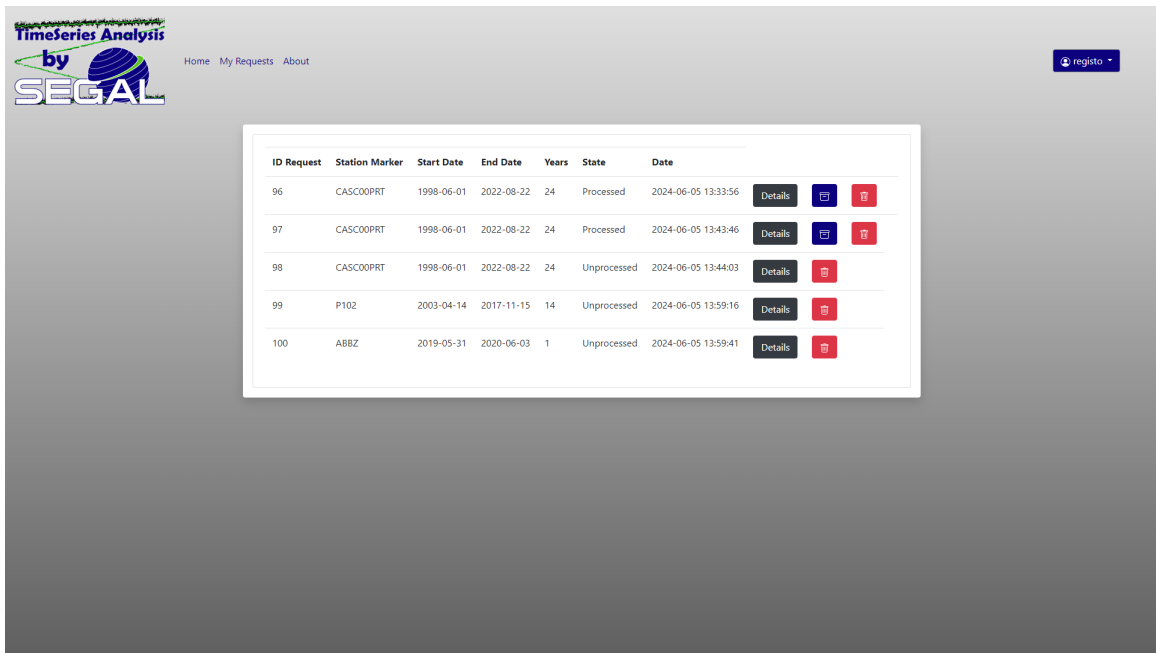 TimeSeries Analysis
by
SEGAL
Home My Requests About
registo
ID Request Station Marker Start Date End Date Years State Date
96 CASC00PRT 1998-06-01 2022-08-22 24 Processed 2024-06-05 13:33:56 Details
97 CASC00PRT 1998-06-01 2022-08-22 24 Processed 2024-06-05 13:43:46 Details
98 CASC00PRT 1998-06-01 2022-08-22 24 Unprocessed 2024-06-05 13:44:03 Details
99 P102 2003-04-14 2017-11-15 14 Unprocessed 2024-06-05 13:59:16 Details
100 ABBZ 2019-05-31 2020-06-03 1 Unprocessed 2024-06-05 13:59:41 Details